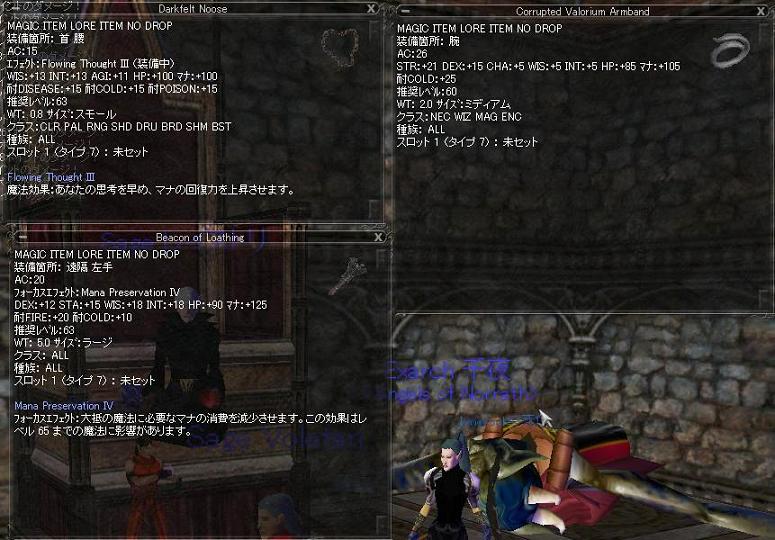 Darkfelt Noose
MAGIC ITEM LORE ITEM NO DROP
装備箇所: 首 腰
AC:15
エフェクト:Flowing Thought III (装備中)
WIS:+13 INT:+13 AGI:+11 HP:+100 マナ:+100
耐DISEASE:+15 耐COLD:+15 耐POISON:+15
推奨レベル:63
WT: 0.8 サイズ:スモール
クラス:CLR PAL RNG SHD DRU BRD SHM BST
種族: ALL
スロット 1 (タイプ 7) : 未セット
Flowing Thought III
魔法効果:あなたの思考を早め、マナの回復力を上昇させます。
Corrupted Valorium Armband
MAGIC ITEM LORE ITEM NO DROP
装備箇所: 腕
AC:26
STR:+21 DEX:+15 CHA:+5 WIS:+5 INT:+5 HP:+85 マナ:+105
耐COLD:+25
推奨レベル:60
WT: 2.0 サイズ:ミディアム
クラス:NEC WIZ MAG ENC
種族: ALL
スロット 1 (タイプ 7) : 未セット
Beacon of Loathing
MAGIC ITEM LORE ITEM NO DROP
装備箇所: 遠隔 左手
AC:20
フォーカスエフェクト:Mana Preservation IV
DEX:+12 STA:+15 WIS:+18 INT:+18 HP:+90 マナ:+125
耐FIRE:+20 耐COLD:+10
推奨レベル:63
WT: 5.0 サイズ:ラージ
クラス: ALL
種族: ALL
スロット 1 (タイプ 7) : 未セット
Mana Preservation IV
フォーカスエフェクト:大抵の魔法に必要なマナの消費を減少させます。この効果はレ
ベル 65 までの魔法に影響があります。
Exarch 千夜